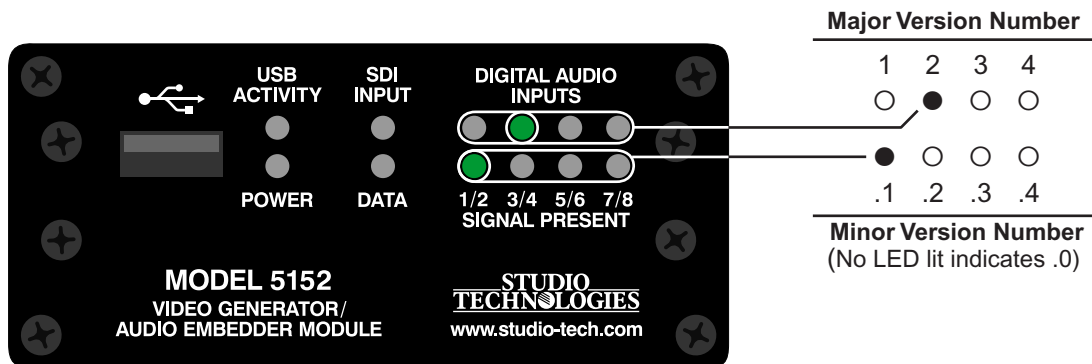 Major Version Number
1 2 3 4
USB ACTIVITY
SDI INPUT
DIGITAL AUDIO INPUTS
POWER
DATA
1/2 3/4 5/6 7/8
SIGNAL PRESENT
.1 .2 .3 .4
Minor Version Number
(No LED lit indicates .0)
MODEL 5152
VIDEO GENERATOR/
AUDIO EMBEDDER MODULE
STUDIO
TECHNOLOGIES
www.studio-tech.com